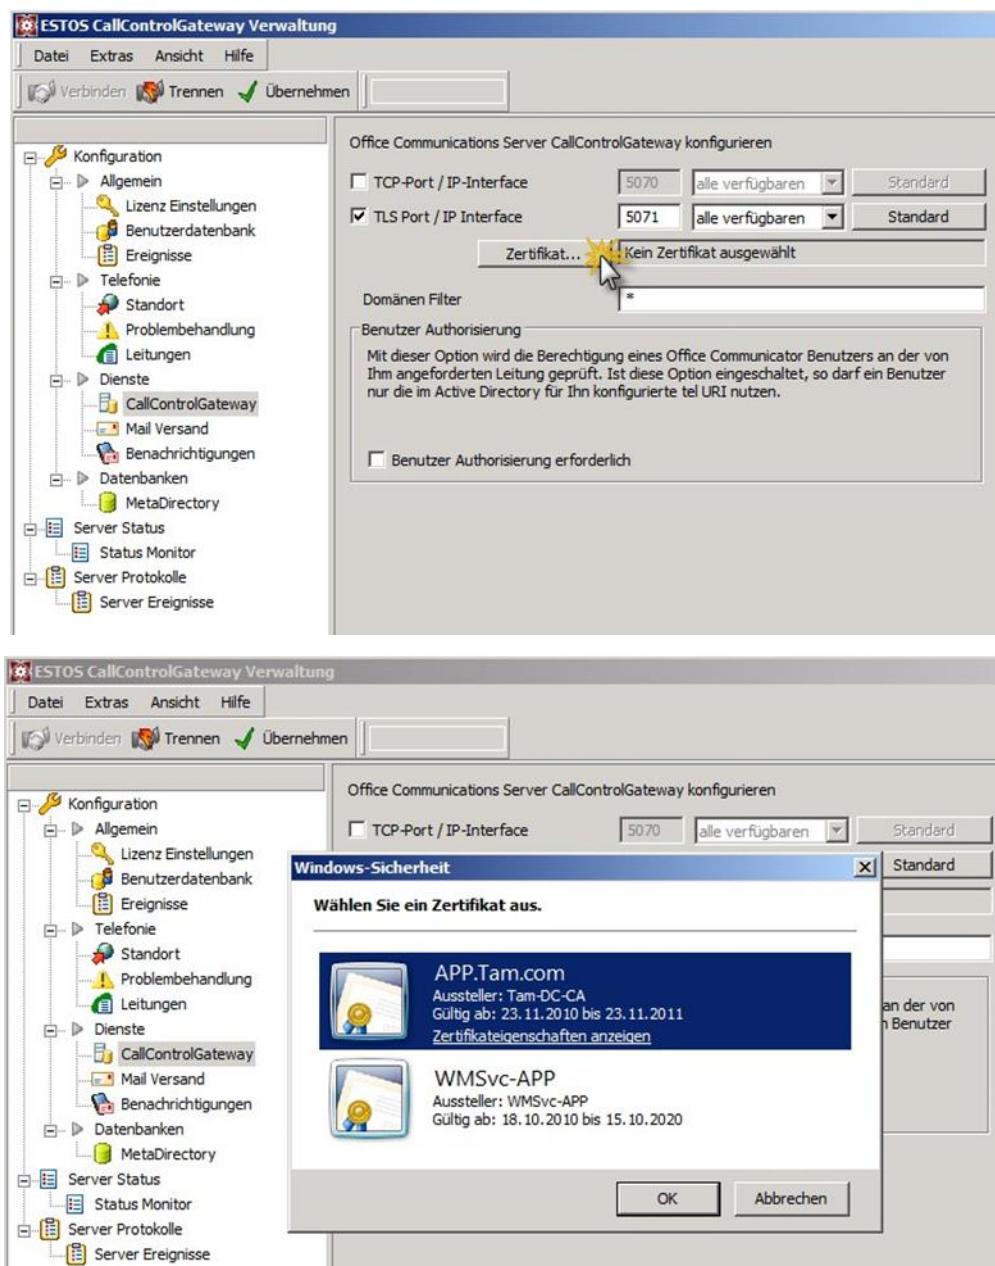 ESTOS CallControlGateway Verwaltung
Datei Extras Ansicht Hilfe
Verbinden Trennen Übernehmen
Konfiguration
Allgemein
Lizenz Einstellungen
Benutzerdatenbank
Ereignisse
Telefonie
Standort
Problembehandlung
Leitungen
Dienste
CallControlGateway
Mail Versand
Benachrichtigungen
Datenbanken
MetaDirectory
Server Status
Status Monitor
Server Protokolle
Server Ereignisse
Office Communications Server CallControlGateway konfigurieren
TCP-Port / IP-Interface 5070 alle verfügbaren Standard
TLS Port / IP Interface 5071 alle verfügbaren Standard
Zertifikat... Kein Zertifikat ausgewählt
Domänen Filter *
Benutzer Authorisierung
Mit dieser Option wird die Berechtigung eines Office Communicator Benutzers an der von
Ihm angeforderten Leitung geprüft. Ist diese Option eingeschaltet, so darf ein Benutzer
nur die im Active Directory für Ihn konfigurierte tel URI nutzen.
Benutzer Authorisierung erforderlich
ESTOS CallControlGateway Verwaltung
Datei Extras Ansicht Hilfe
Verbinden Trennen Übernehmen
Konfiguration
Allgemein
Lizenz Einstellungen
Benutzerdatenbank
Ereignisse
Telefonie
Standort
Problembehandlung
Leitungen
Dienste
CallControlGateway
Mail Versand
Benachrichtigungen
Datenbanken
MetaDirectory
Server Status
Status Monitor
Server Protokolle
Server Ereignisse
Office Communications Server CallControlGateway konfigurieren
TCP-Port / IP-Interface 5070 alle verfügbaren Standard
Standard
an der von
Benutzer
Windows-Sicherheit
Wählen Sie ein Zertifikat aus.
APP.Tam.com
Aussteller: Tam-DC-CA
Gültig ab: 23.11.2010 bis 23.11.2011
Zertifikateigenschaften anzeigen
WMSvc-APP
Aussteller: WMSvc-APP
Gültig ab: 18.10.2010 bis 15.10.2020
OK Abbrechen